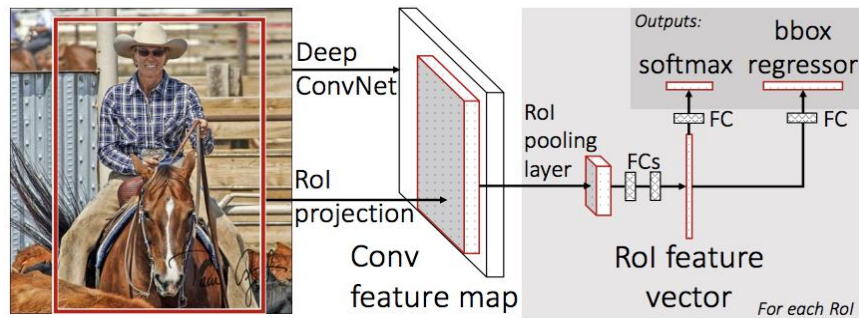 Deep
ConvNet
RoI
projection
Conv
feature map
RoI
pooling
layer
FCs
Outputs:
softmax
bbox
regressor
FC
FC
RoI feature
vector
For each RoI